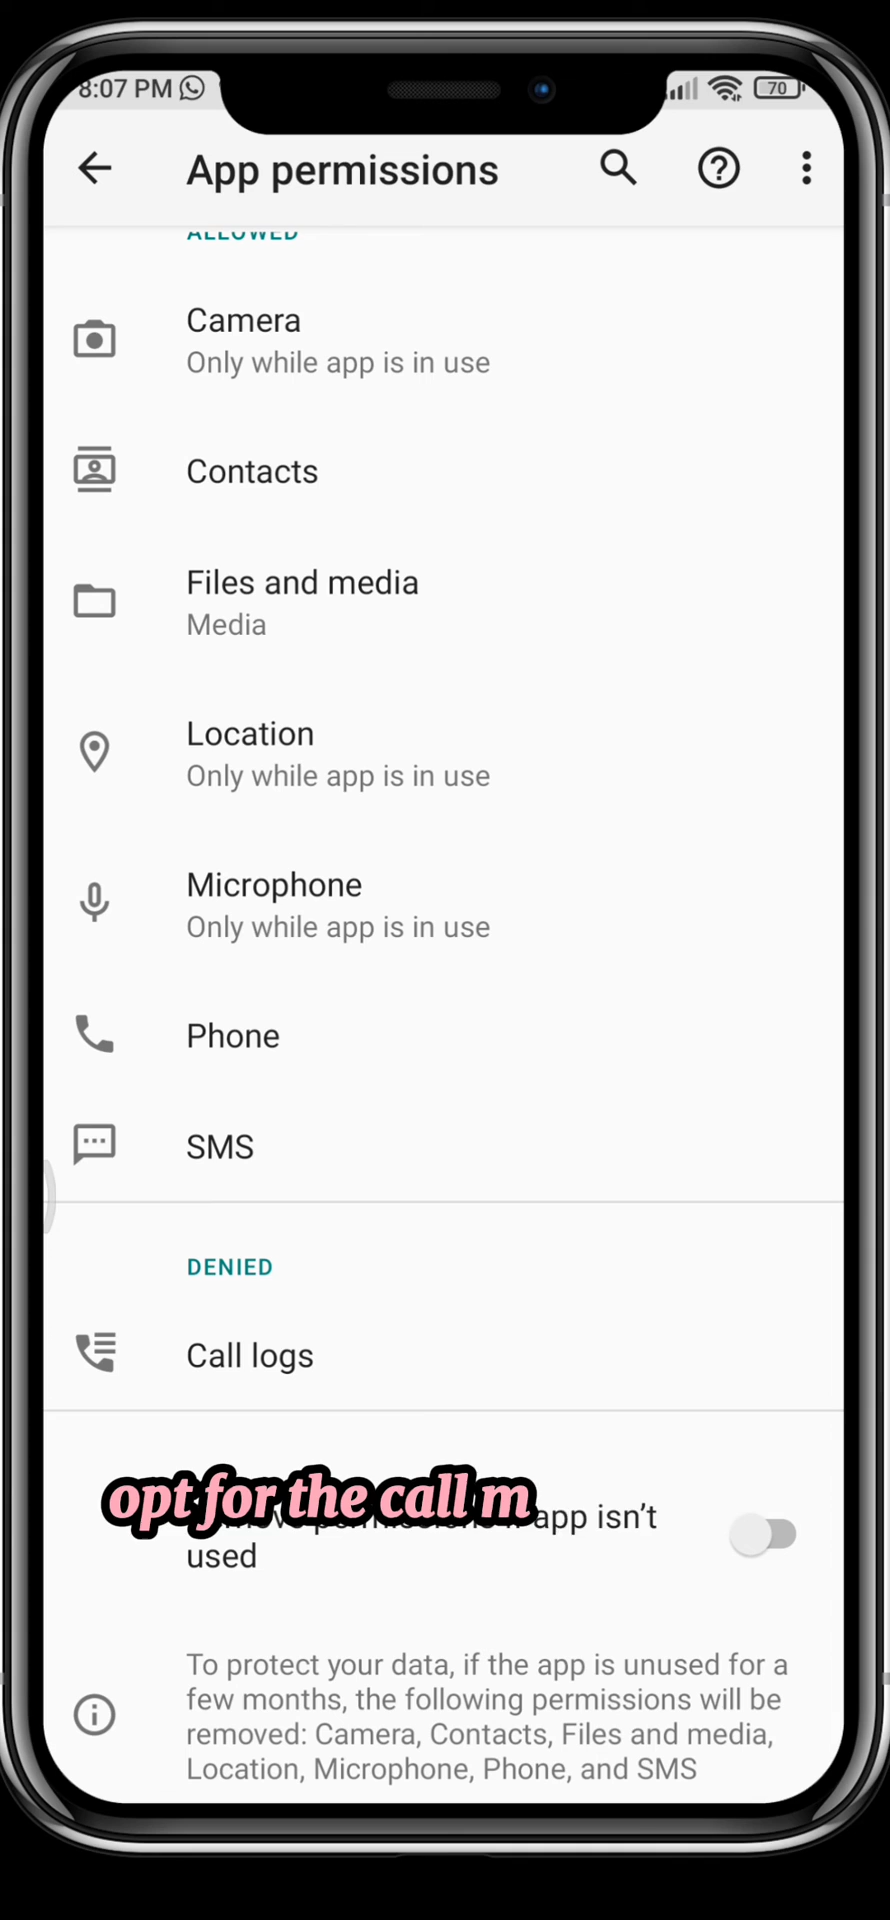 8:07 PM
70
App permissions
ALLOWED
Camera
Only while app is in use
Contacts
Files and media
Media
Location
Only while app is in use
Microphone
Only while app is in use
Phone
SMS
DENIED
Call logs
opt for the call m
app isn't
used
To protect your data, if the app is unused for a
few months, the following permissions will be
removed: Camera, Contacts, Files and media,
Location, Microphone, Phone, and SMS